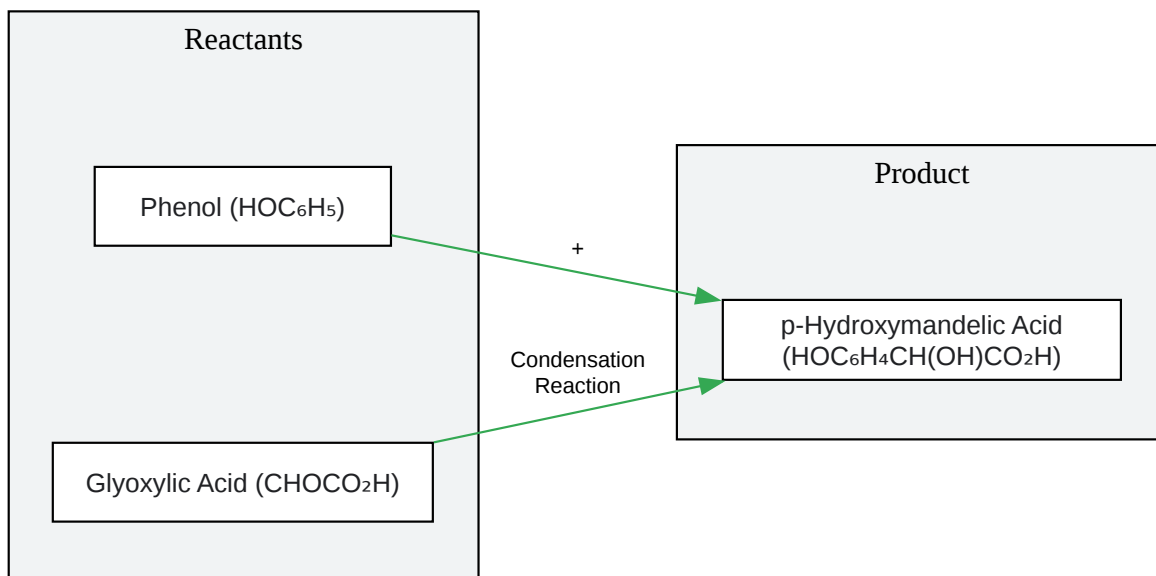 Reactants
Phenol (HOC₆H₅)
+
Product
p-Hydroxymandelic Acid
(HOC₆H₄CH(OH)CO₂H)
Condensation
Reaction
Glyoxylic Acid (CHOCO₂H)